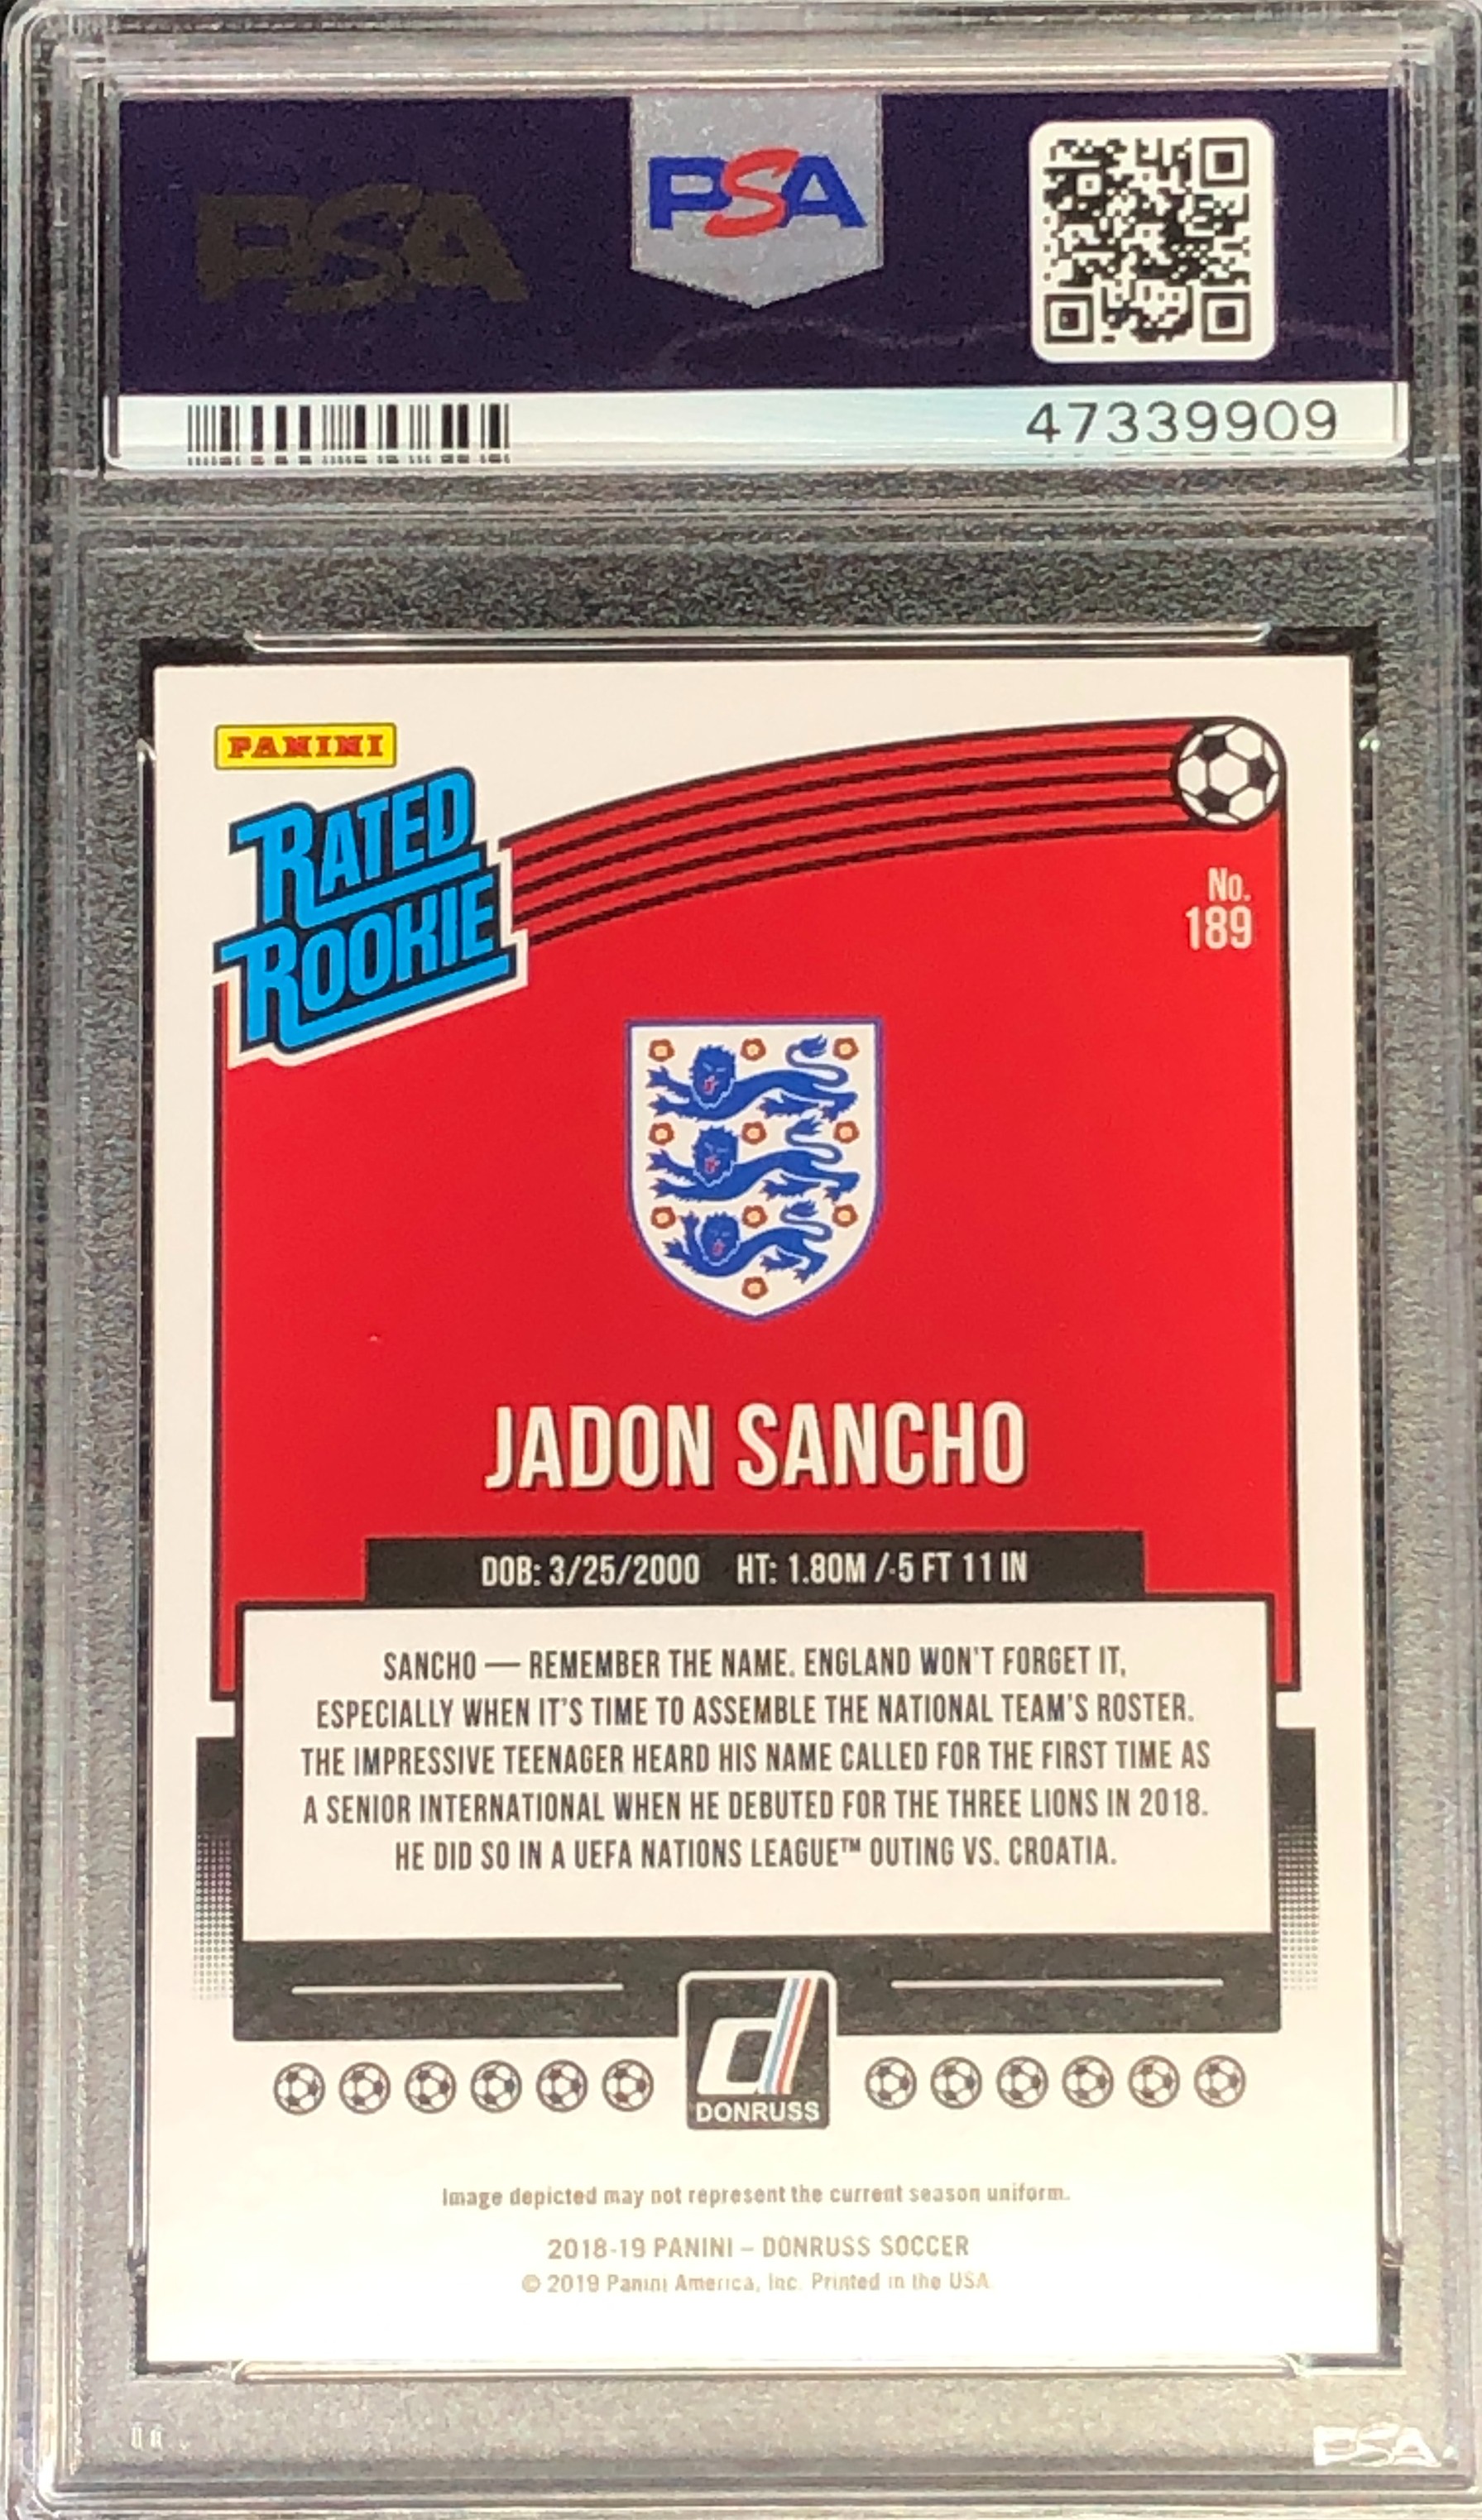 PSA
PSA
47339909
PANINI
RATED
ROOKIE
No.
189
JADON SANCHO
DOB: 3/25/2000 HT: 1.80M / 5 FT 11 IN
SANCHO — REMEMBER THE NAME. ENGLAND WON'T FORGET IT,
ESPECIALLY WHEN IT'S TIME TO ASSEMBLE THE NATIONAL TEAM'S ROSTER.
THE IMPRESSIVE TEENAGER HEARD HIS NAME CALLED FOR THE FIRST TIME AS
A SENIOR INTERNATIONAL WHEN HE DEBUTED FOR THE THREE LIONS IN 2018.
HE DID SO IN A UEFA NATIONS LEAGUE™ OUTING VS. CROATIA.
d
DONRUSS
Image depicted may not represent the current season uniform.
2018-19 PANINI – DONRUSS SOCCER
© 2019 Panini America, Inc. Printed in the USA
PSA